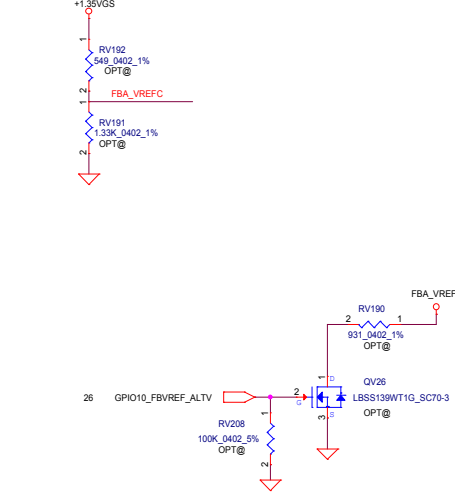 +1.35VGS
1
RV192
549_0402_1%
OPT@
2
FBA_VREFC
1
RV191
1.33K_0402_1%
OPT@
2
FBA_VREF
RV190
2
1
931_0402_1%
OPT@
1
QV26
26
GPIO10_FBVREF_ALTV
2
LBSS139WT1G_SC70-3
OPT@
3
1
RV208
100K_0402_5%
OPT@
2